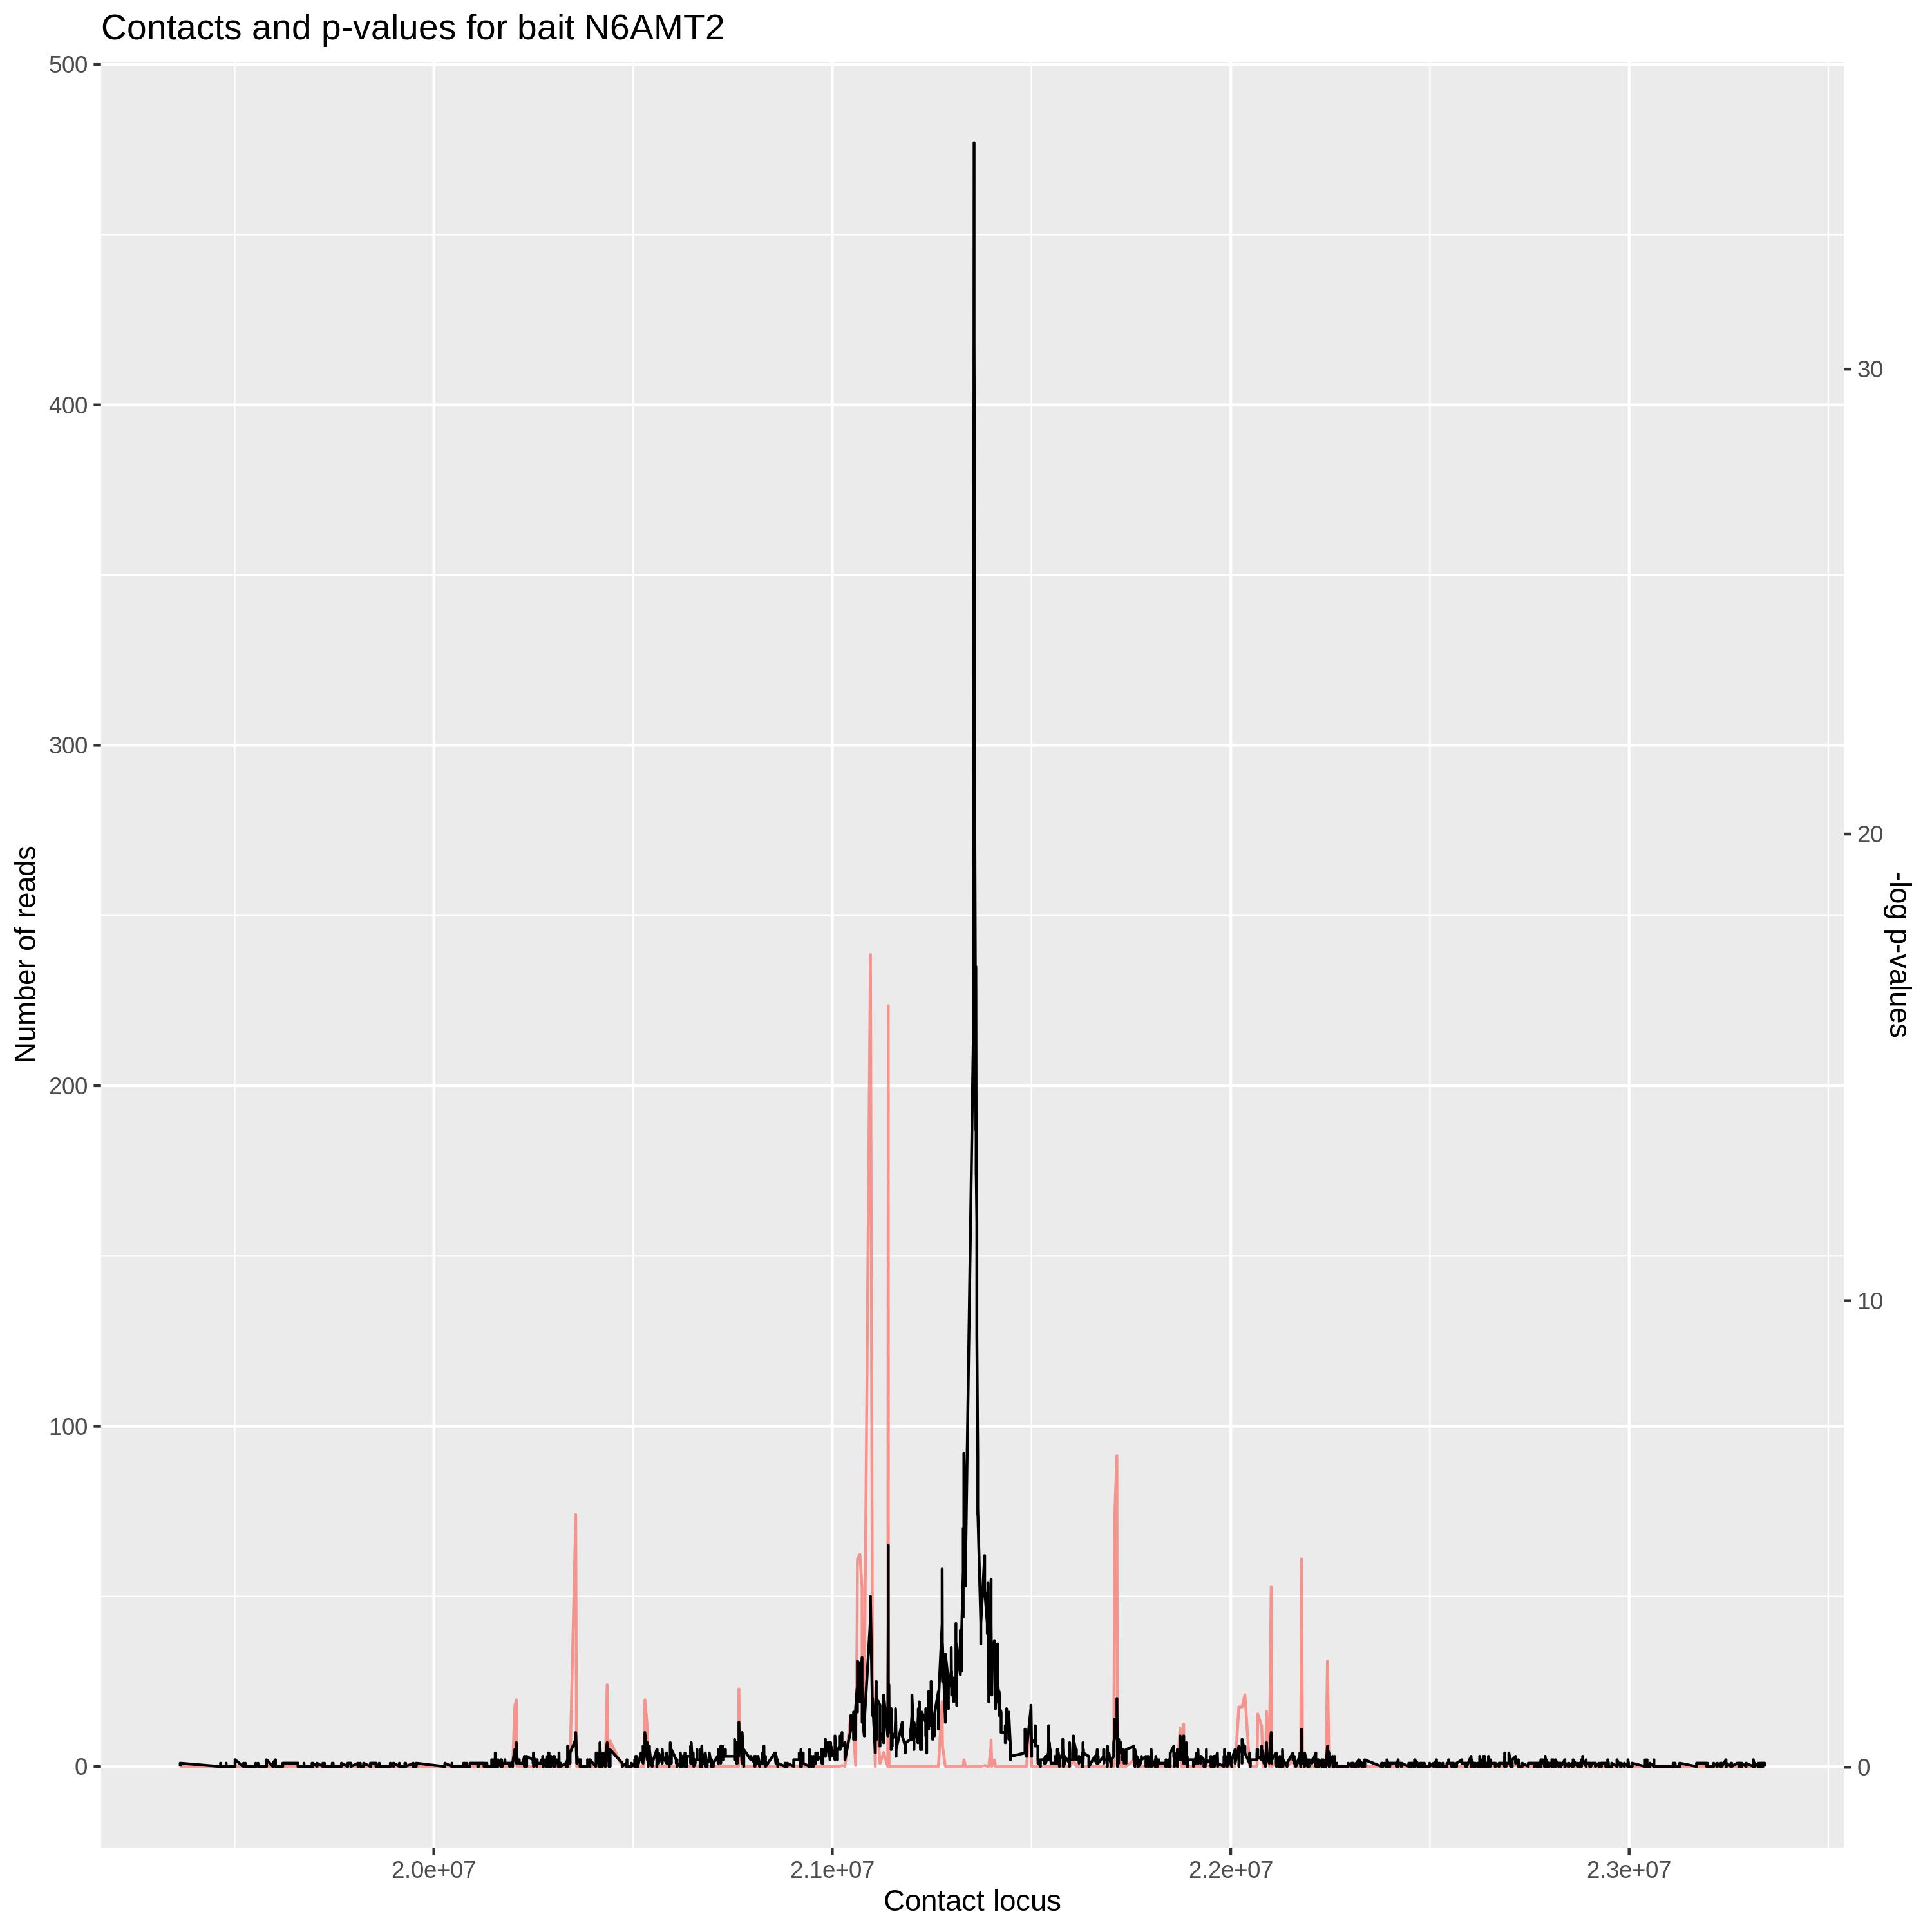 Contacts and p-values for bait N6AMT2
500
400
300
200
100
0
Number of reads
30
20
10
0
-log p-values
2.0e+07
2.1e+07
2.2e+07
2.3e+07
Contact locus